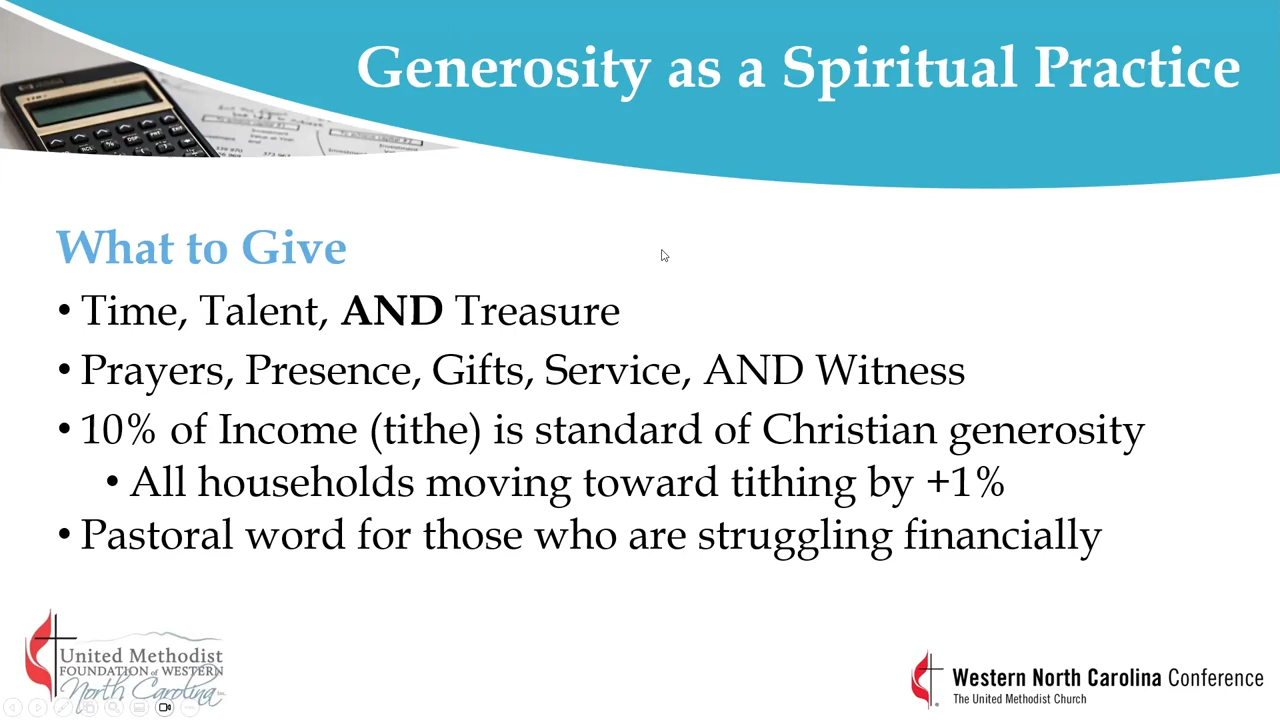 Generosity as a Spiritual Practice
What to Give
• Time, Talent, AND Treasure
• Prayers, Presence, Gifts, Service, AND Witness
• 10% of Income (tithe) is standard of Christian generosity
• All households moving toward tithing by +1%
• Pastoral word for those who are struggling financially
United Methodist
FOUNDATION of WESTERN
North Carolina
Western North Carolina Conference
The United Methodist Church